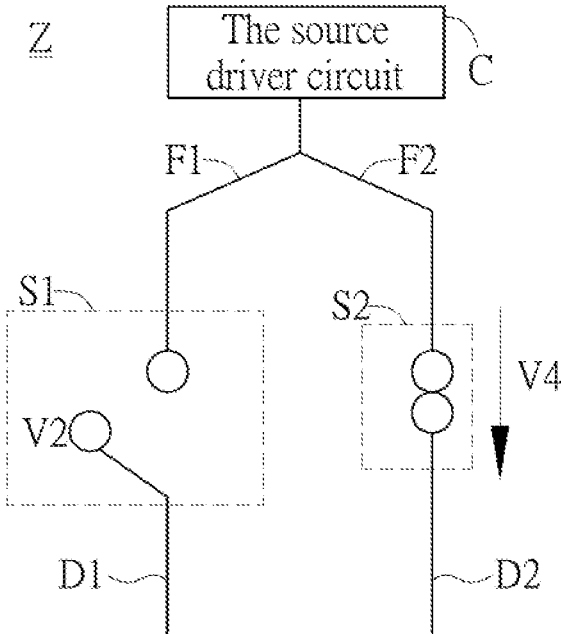 Z
The source
driver circuit
C
F1
F2
S1
S2
V4
V2
D1
D2